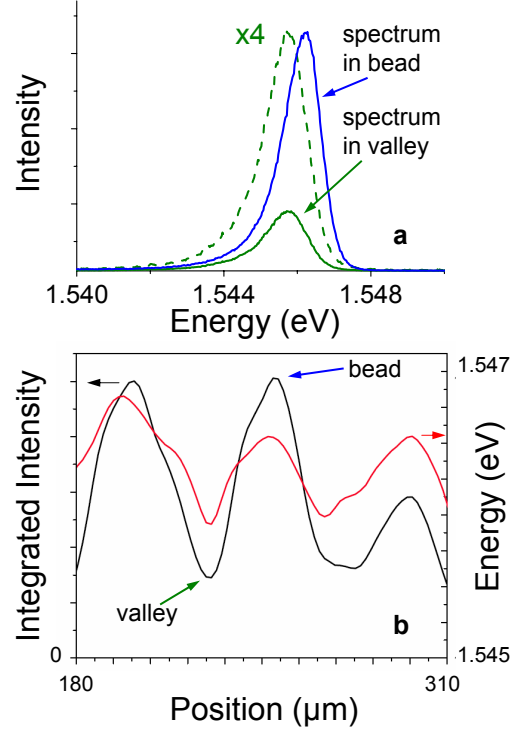 x4
spectrum
in bead
spectrum
in valley
Intensity
a
1.540
1.544
1.548
Energy (eV)
bead
1.547
Integrated Intensity
Energy (eV)
valley
b
0
1.545
180
310
Position (µm)